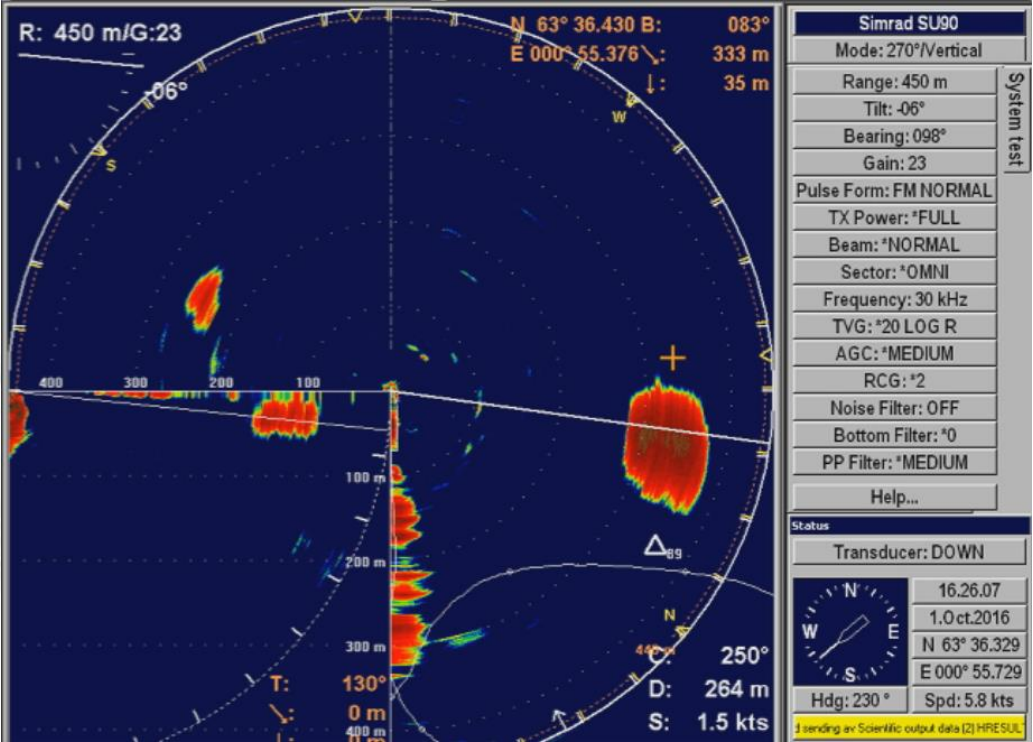 R: 450 m/G:23
N 63° 36.430 B: 083°
E 000° 55.376 ↘: 333 m
↓: 35 m
-06°
W
S
400 300 200 100
100 m
200 m
300 m
400 m
89
N
T: 130°
↘: 0 m
0 m
C: 250°
D: 264 m
S: 1.5 kts
Simrad SU90
Mode: 270°/Vertical
System test
Range: 450 m
Tilt: -06°
Bearing: 098°
Gain: 23
Pulse Form: FM NORMAL
TX Power: *FULL
Beam: *NORMAL
Sector: *OMNI
Frequency: 30 kHz
TVG: *20 LOG R
AGC: *MEDIUM
RCG: *2
Noise Filter: OFF
Bottom Filter: *0
PP Filter: *MEDIUM
Help...
Status
Transducer: DOWN
N
W E
S
16.26.07
1.Oct.2016
N 63° 36.329
E 000° 55.729
Hdg: 230 °
Spd: 5.8 kts
sending av Scientific output data (2) HRESUL